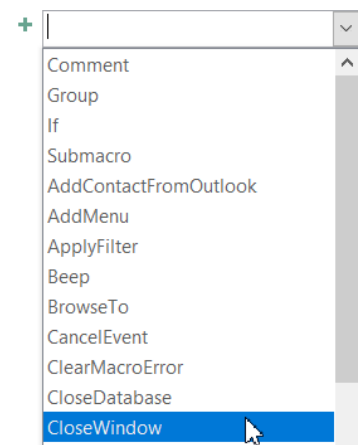 Comment
Group
If
Submacro
AddContactFromOutlook
AddMenu
ApplyFilter
Beep
BrowseTo
CancelEvent
ClearMacroError
CloseDatabase
CloseWindow